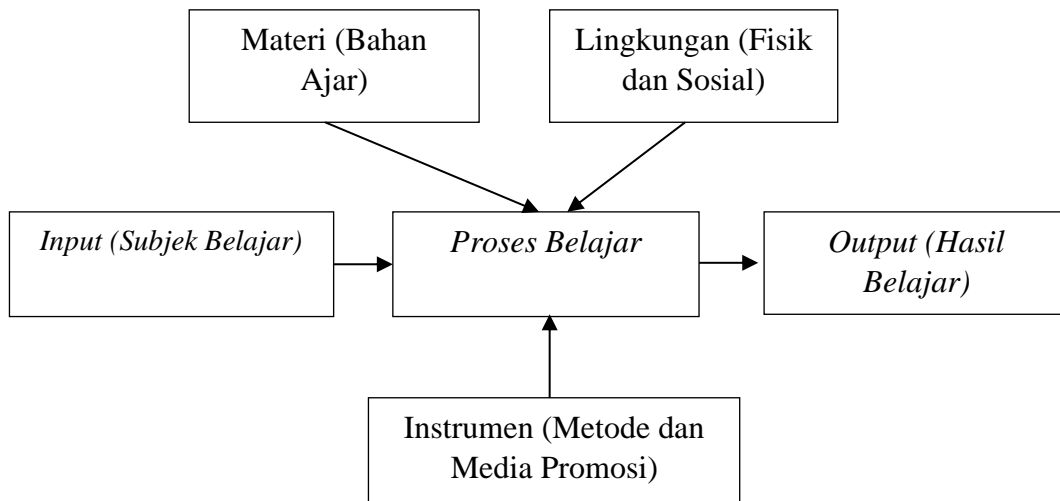 Materi (Bahan
Ajar)
Lingkungan (Fisik
dan Sosial)
Input (Subjek Belajar)
Proses Belajar
Output (Hasil
Belajar)
Instrumen (Metode dan
Media Promosi)